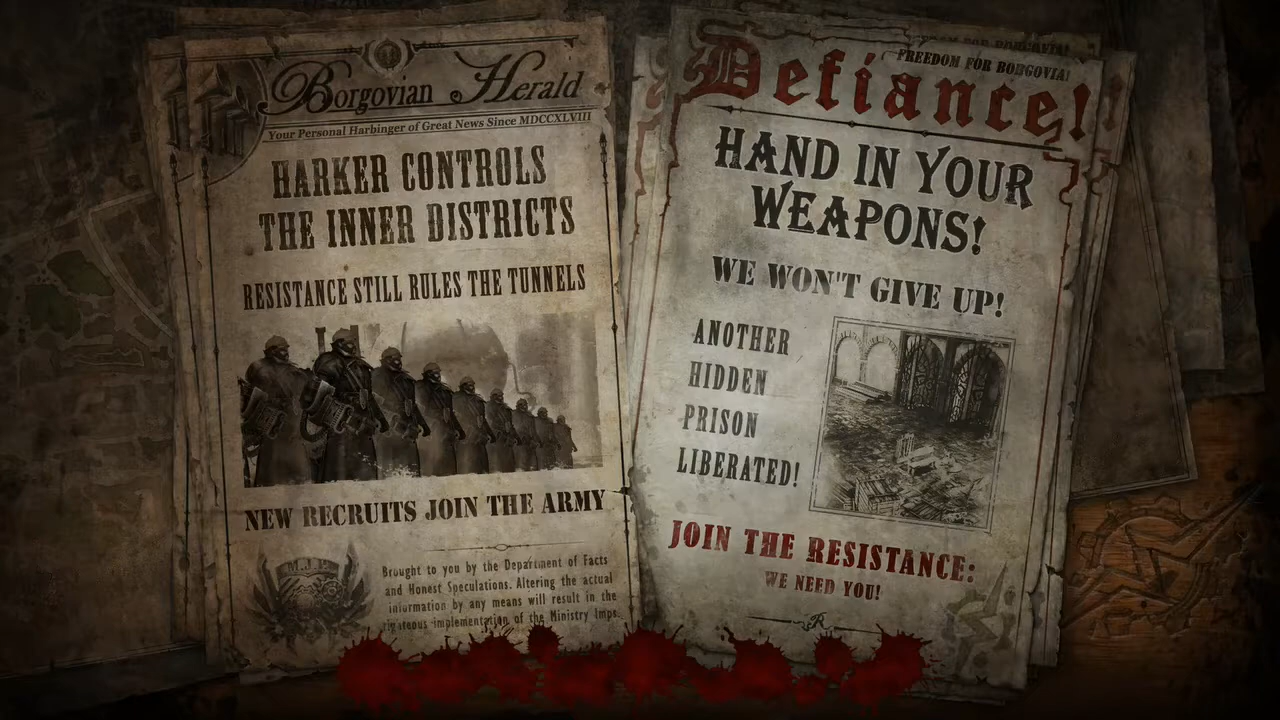 Borgovian Herald
Your Personal Harbinger of Great News Since MDCCXLVIII
HARKER CONTROLS
THE INNER DISTRICTS
RESISTANCE STILL RULES THE TUNNELS
NEW RECRUITS JOIN THE ARMY
M.J.P.
Brought to you by the Department of Facts
and Honest Speculations. Altering the actual
information by any means will result in the
righteous implementation of the Ministry Imps.
FREEDOM FOR BORGOVIA!
Defiance!
HAND IN YOUR
WEAPONS!
WE WON'T GIVE UP!
ANOTHER
HIDDEN
PRISON
LIBERATED!
JOIN THE RESISTANCE:
WE NEED YOU!
R